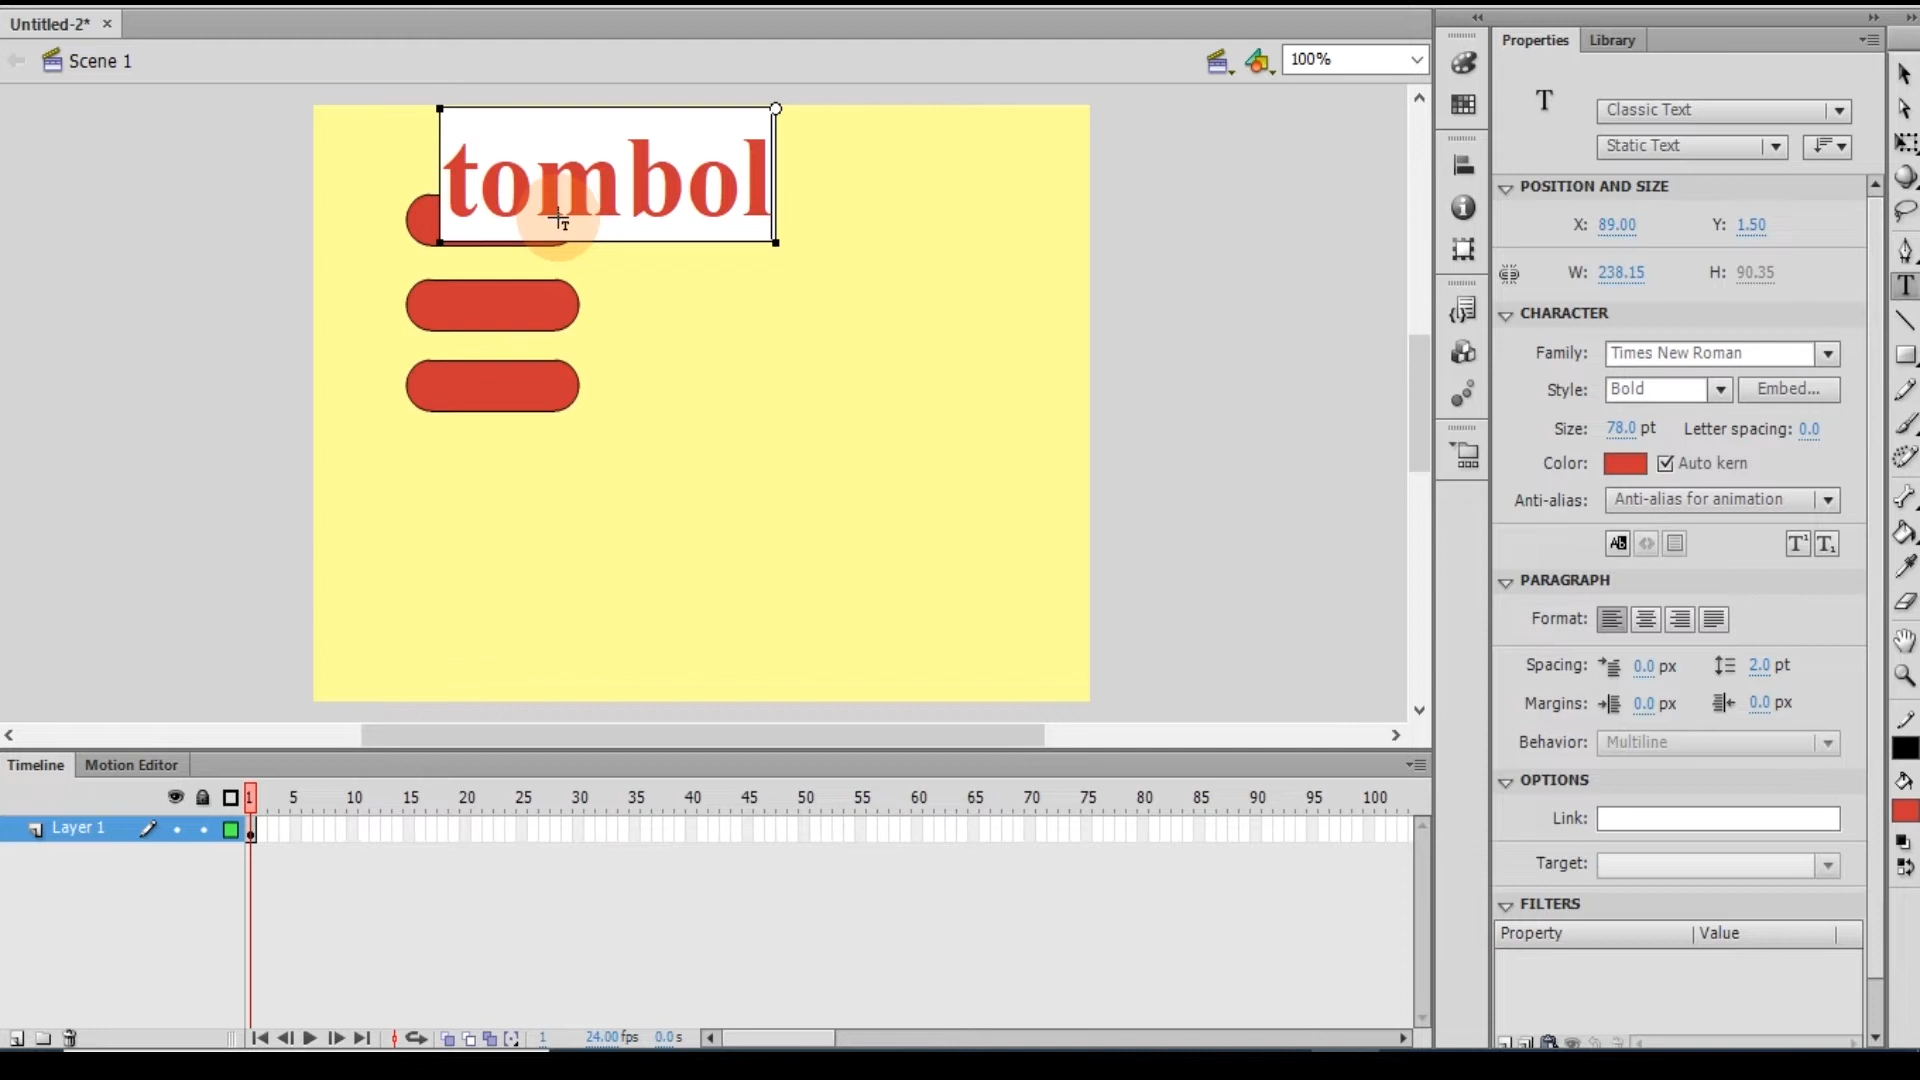 Untitled-2* ×
Properties
Library
Scene 1
100%
tombol
T
Classic Text
Static Text
POSITION AND SIZE
X: 89.00 Y: 1.50
W: 238.15 H: 90.35
CHARACTER
Family: Times New Roman
Style: Bold Embed...
Size: 78.0 pt Letter spacing: 0.0
Color: Auto kern
Anti-alias: Anti-alias for animation
PARAGRAPH
Format:
Spacing: 0.0 px 2.0 pt
Margins: 0.0 px 0.0 px
Behavior: Multiline
OPTIONS
Link:
Target:
FILTERS
Property Value
Timeline Motion Editor
1 5 10 15 20 25 30 35 40 45 50 55 60 65 70 75 80 85 90 95 100
Layer 1
1 24.00 fps 0.0 s